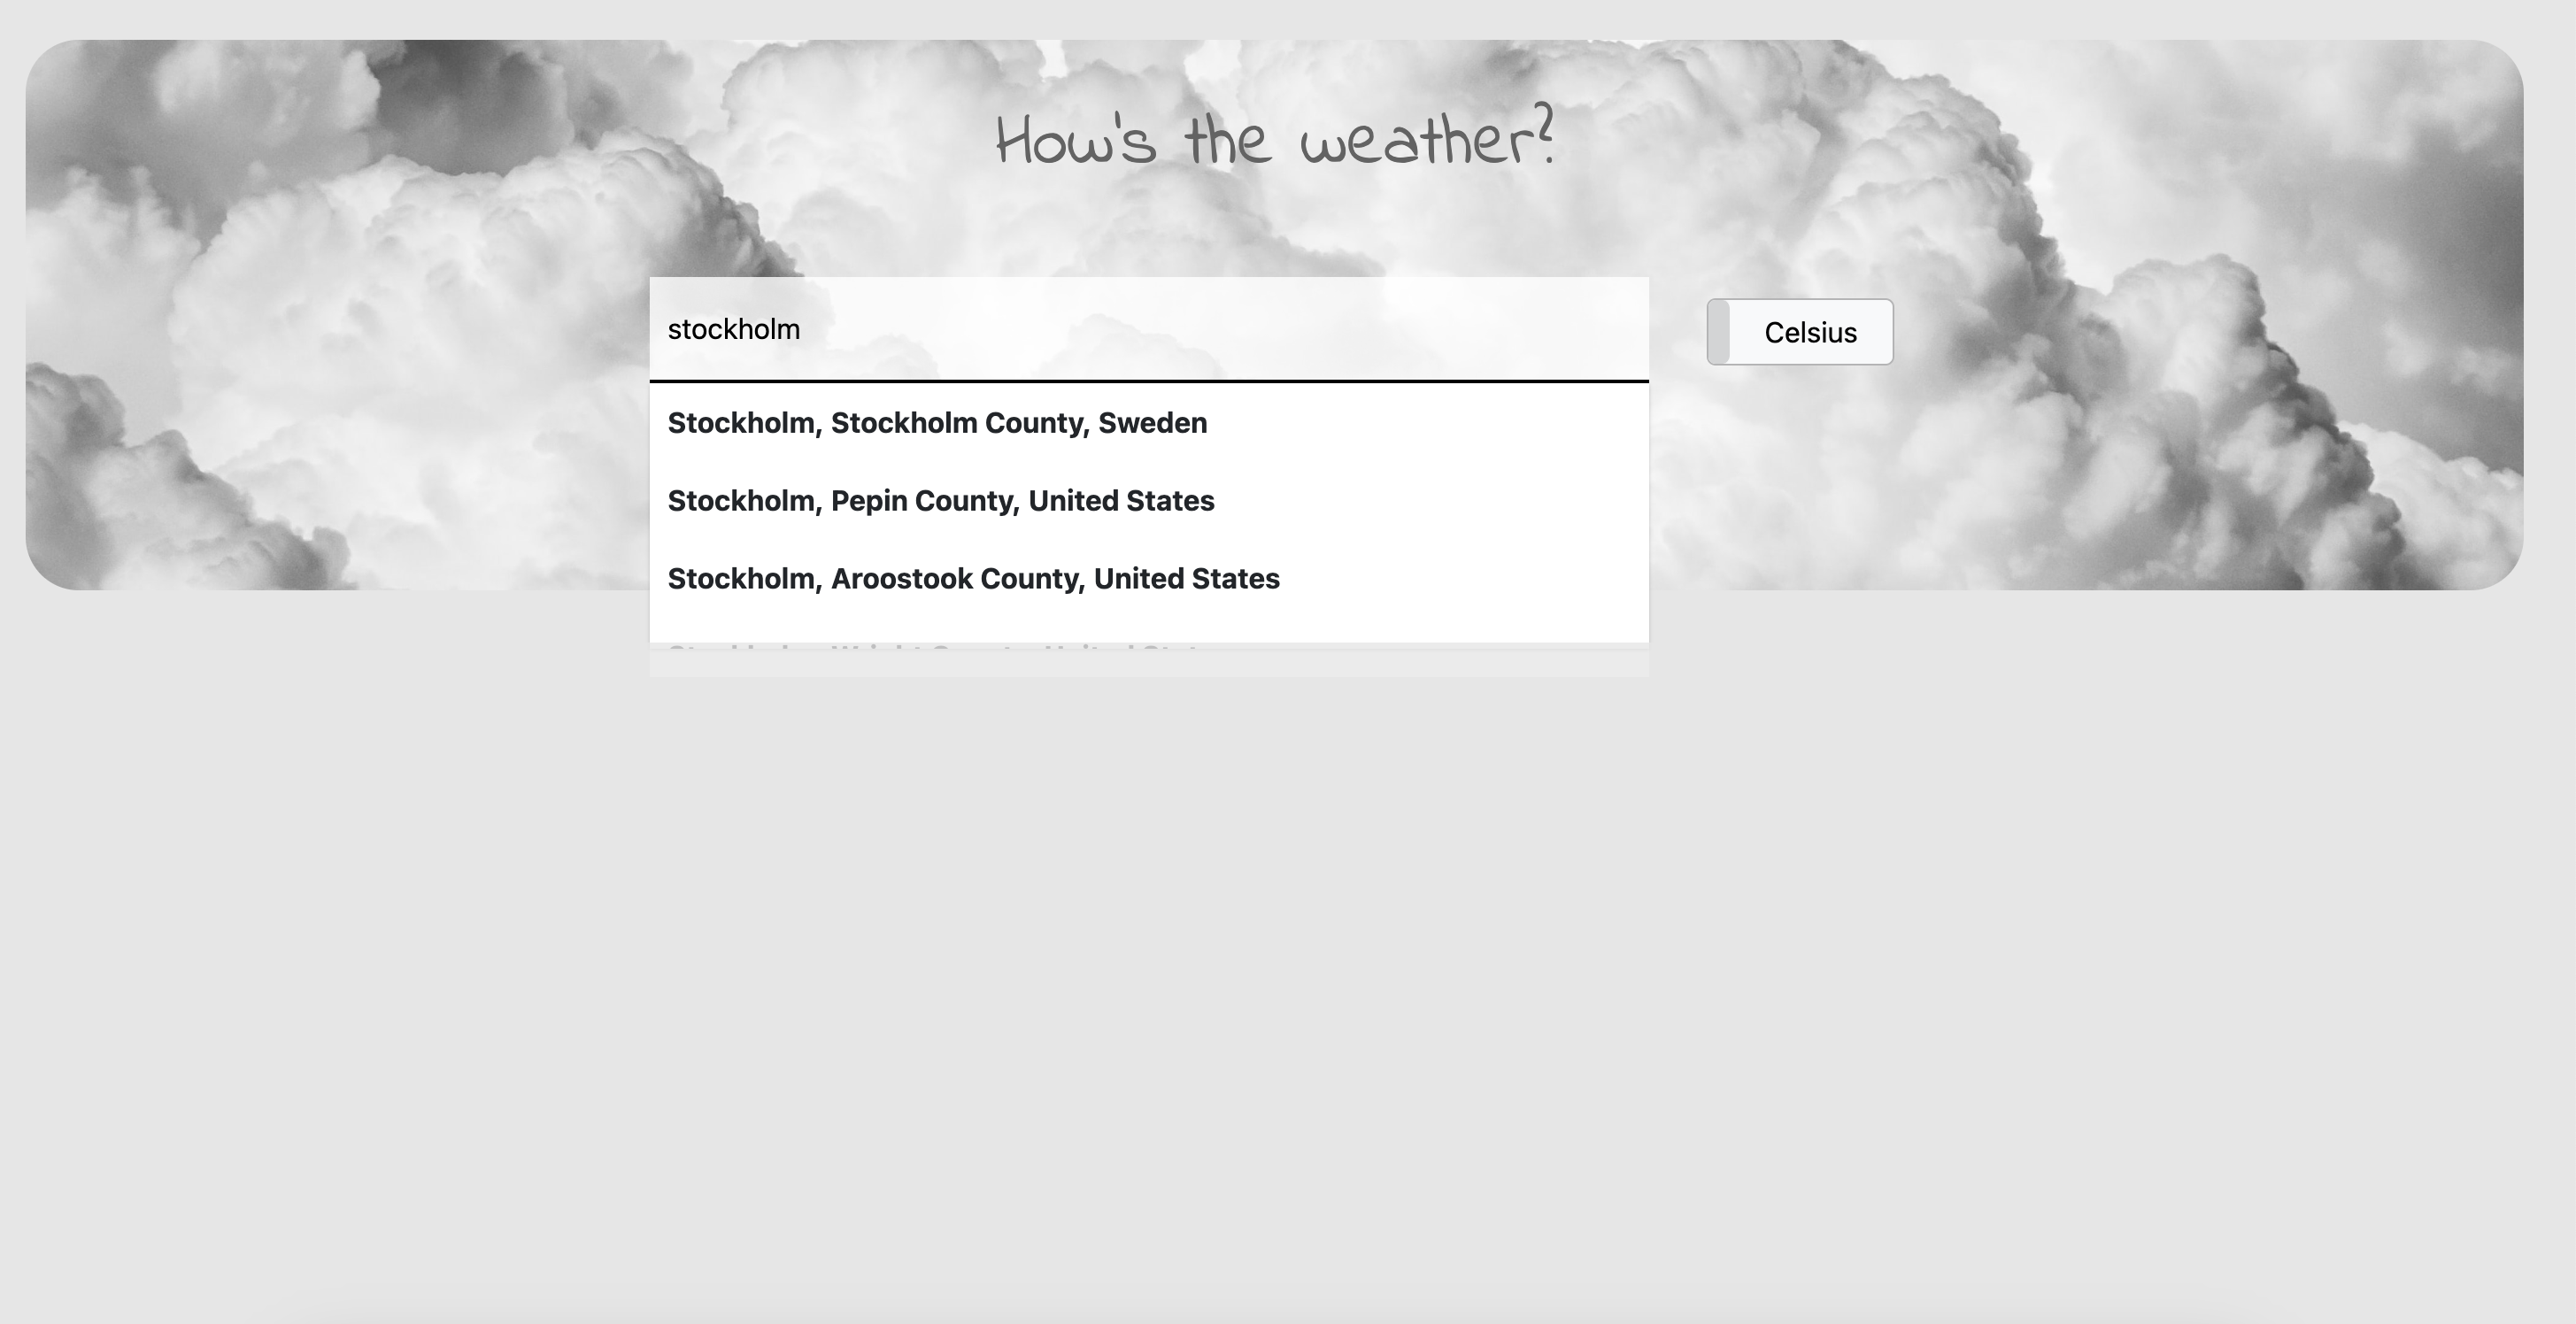 How's the weather?
stockholm
Celsius
Stockholm, Stockholm County, Sweden
Stockholm, Pepin County, United States
Stockholm, Aroostook County, United States